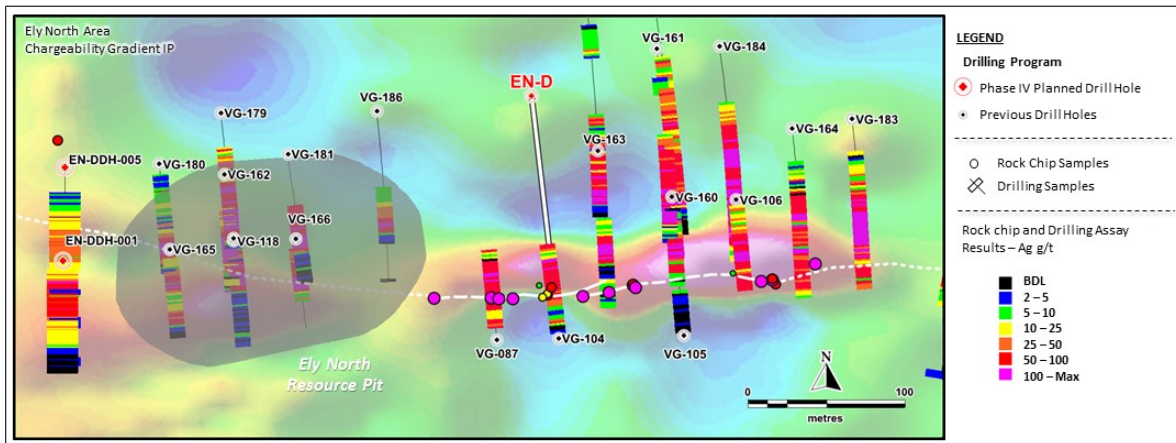 Ely North Area
Chargeability Gradient IP
EN-D
VG-161
VG-184
VG-186
VG-179
VG-163
VG-164
VG-183
EN-DDH-005
VG-180
VG-181
VG-162
VG-160
VG-106
VG-166
EN-DDH-001
VG-165
VG-118
VG-087
VG-104
VG-105
Ely North
Resource Pit
N
0
100
metres
LEGEND
Drilling Program
Phase IV Planned Drill Hole
Previous Drill Holes
Rock Chip Samples
Drilling Samples
Rock chip and Drilling Assay
Results – Ag g/t
BDL
2 – 5
5 – 10
10 – 25
25 – 50
50 – 100
100 – Max